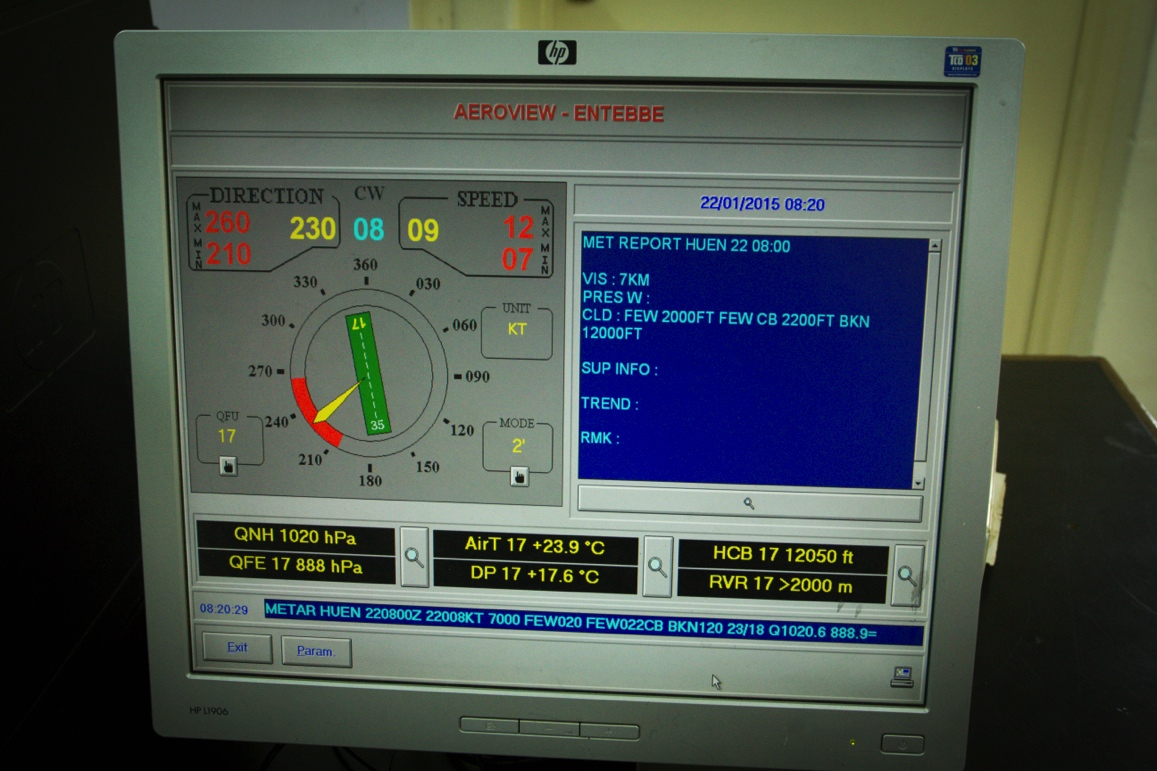 hp
TCO 03
AEROVIEW - ENTEBBE
DIRECTION CW SPEED
MAX 260 230 08 09 12 MAX
MIN 210 07 MIN
360
330 030
300 060
270 090
240 120
210 150
180
17
35
UNIT
KT
QFU
17
MODE
2'
22/01/2015 08:20
MET REPORT HUEN 22 08:00
VIS : 7KM
PRES W :
CLD : FEW 2000FT FEW CB 2200FT BKN
12000FT
SUP INFO :
TREND :
RMK :
QNH 1020 hPa
QFE 17 888 hPa
AirT 17 +23.9 °C
DP 17 +17.6 °C
HCB 17 12050 ft
RVR 17 >2000 m
08:20:29 METAR HUEN 220800Z 22008KT 7000 FEW020 FEW022CB BKN120 23/18 Q1020.6 888.9=
Exit Param.
HP L1906